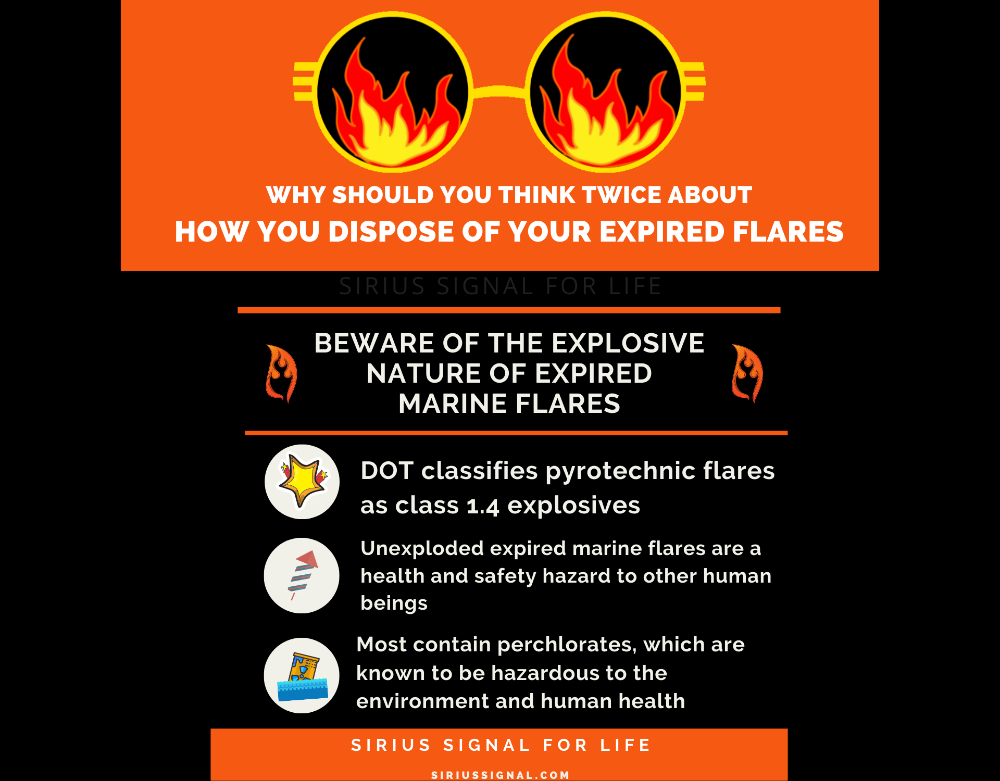 WHY SHOULD YOU THINK TWICE ABOUT
HOW YOU DISPOSE OF YOUR EXPIRED FLARES
SIRIUS SIGNAL FOR LIFE
BEWARE OF THE EXPLOSIVE
NATURE OF EXPIRED
MARINE FLARES
DOT classifies pyrotechnic flares
as class 1.4 explosives
Unexploded expired marine flares are a
health and safety hazard to other human
beings
Most contain perchlorates, which are
known to be hazardous to the
environment and human health
SIRIUS SIGNAL FOR LIFE
SIRIUSSIGNAL.COM